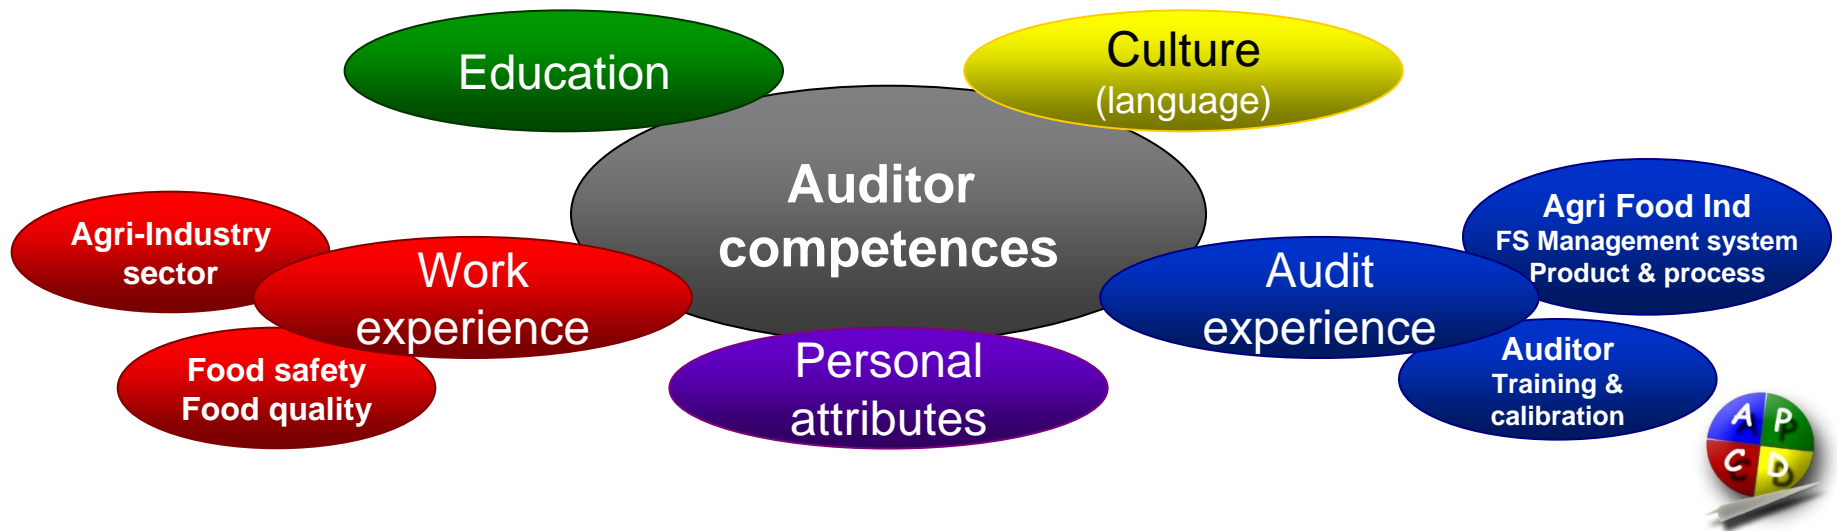 Education
Culture
(language)
Auditor
competences
Agri-Industry
sector
Work
experience
Food safety
Food quality
Personal
attributes
Audit
experience
Agri Food Ind
FS Management system
Product & process
Auditor
Training &
calibration
A P
C D